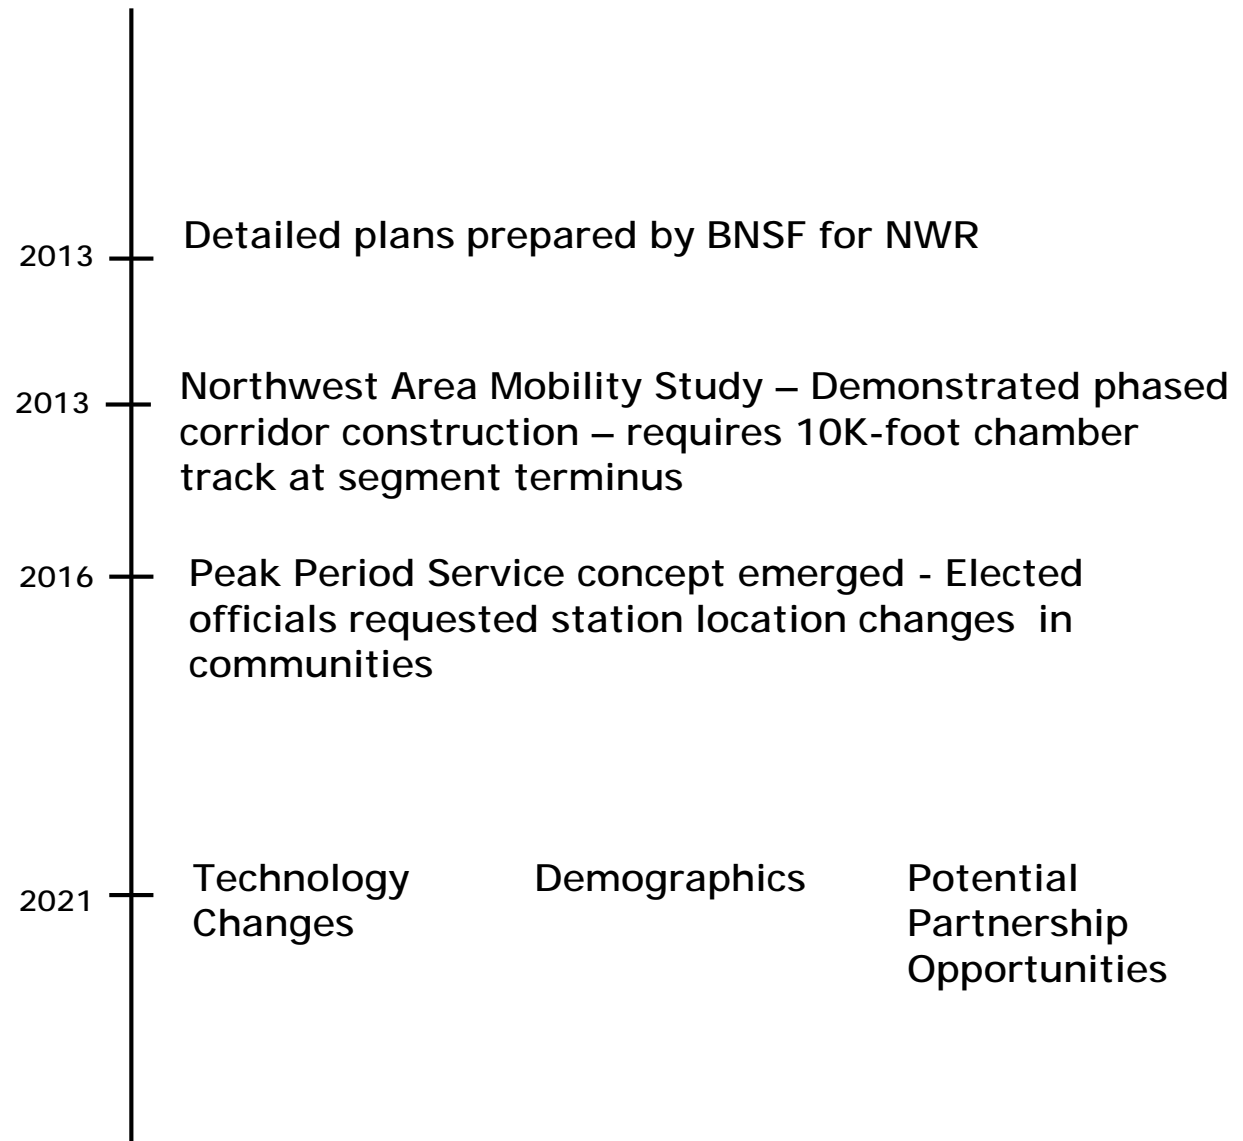 2013
Detailed plans prepared by BNSF for NWR
2013
Northwest Area Mobility Study – Demonstrated phased
corridor construction – requires 10K-foot chamber
track at segment terminus
2016
Peak Period Service concept emerged - Elected
officials requested station location changes  in
communities
2021
Technology
Changes
Demographics
Potential
Partnership
Opportunities